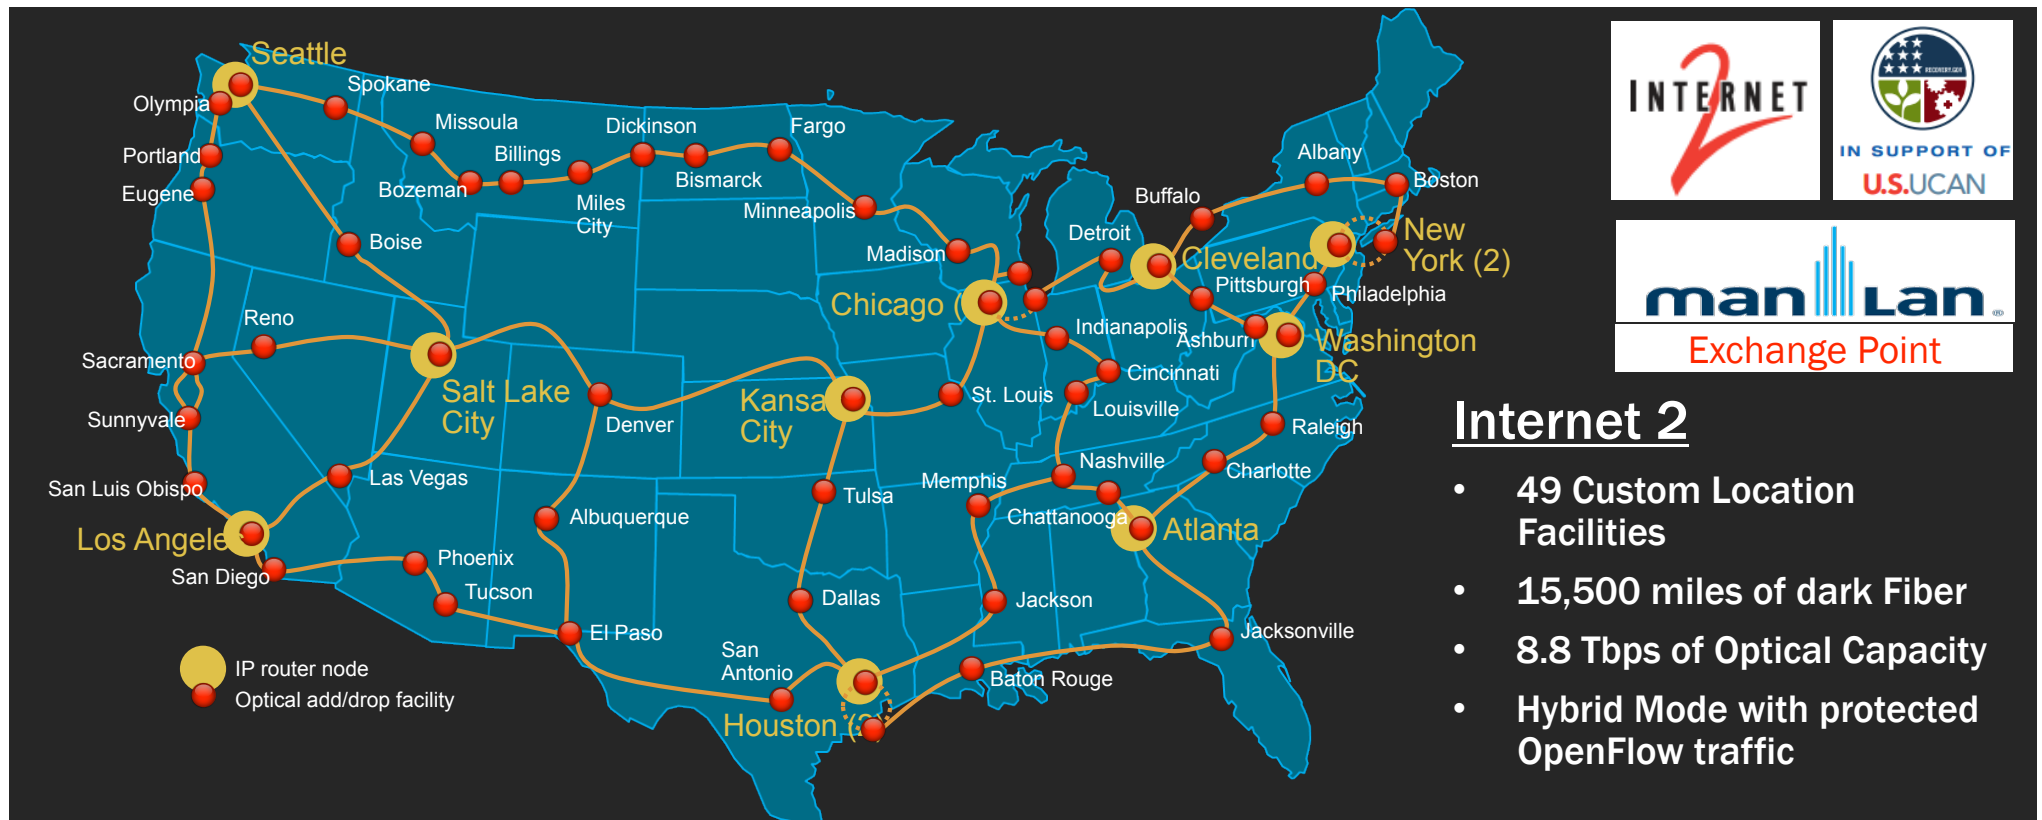 Seattle
Spokane
Olympia
Missoula
Dickinson
Fargo
Portland
Billings
Albany
Bozeman
Bismarck
Boston
Eugene
Miles
City
Minneapolis
Buffalo
Boise
Detroit
New
York (2)
Madison
Cleveland
Pittsburgh
Philadelphia
Chicago (
Reno
Indianapolis
Ashburn
Washington
DC
Sacramento
Salt Lake
City
Kansa
City
St. Louis
Cincinnati
Louisville
Sunnyvale
Denver
Raleigh
Las Vegas
Nashville
Charlotte
San Luis Obispo
Tulsa
Memphis
Albuquerque
Chattanooga
Atlanta
Los Angeles
Phoenix
San Diego
Tucson
Dallas
Jackson
El Paso
Jacksonville
San
Antonio
Baton Rouge
Houston (2)
IP router node
Optical add/drop facility
INTERNET
2
RECOVERY.GOV
IN SUPPORT OF
U.S.UCAN
man Lan ®
Exchange Point
Internet 2
• 49 Custom Location
Facilities
• 15,500 miles of dark Fiber
• 8.8 Tbps of Optical Capacity
• Hybrid Mode with protected
OpenFlow traffic